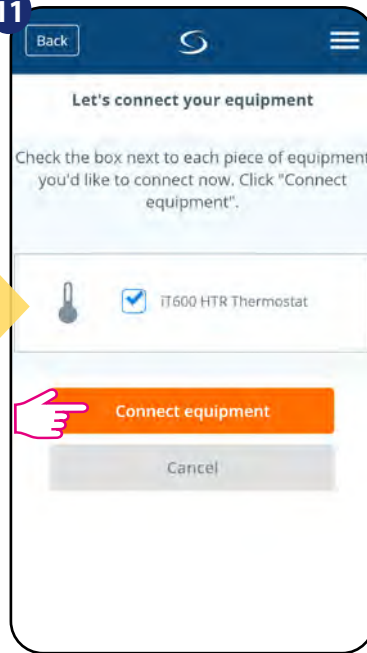 11
Back
Let's connect your equipment
Check the box next to each piece of equipment
you'd like to connect now. Click "Connect
equipment".
iT600 HTR Thermostat
Connect equipment
Cancel